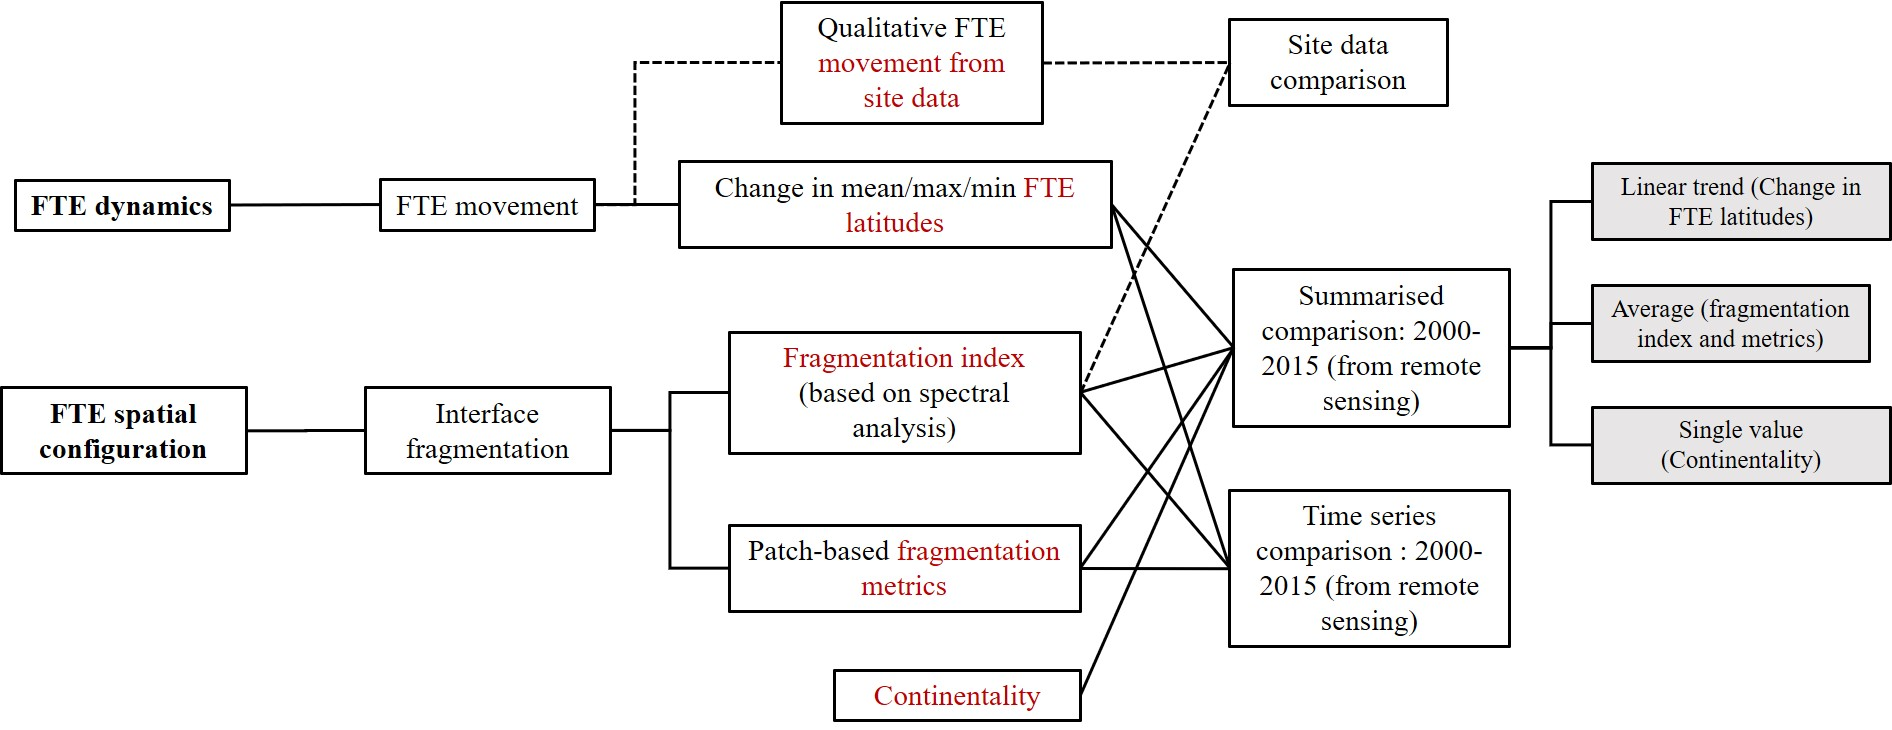 Qualitative FTE
movement from
site data
Site data
comparison
FTE dynamics
FTE movement
Change in mean/max/min FTE
latitudes
Linear trend (Change in
FTE latitudes)
Summarised
comparison: 2000-
2015 (from remote
sensing)
Average (fragmentation
index and metrics)
Fragmentation index
(based on spectral
analysis)
FTE spatial
configuration
Interface
fragmentation
Single value
(Continentality)
Patch-based fragmentation
metrics
Time series
comparison : 2000-
2015 (from remote
sensing)
Continentality